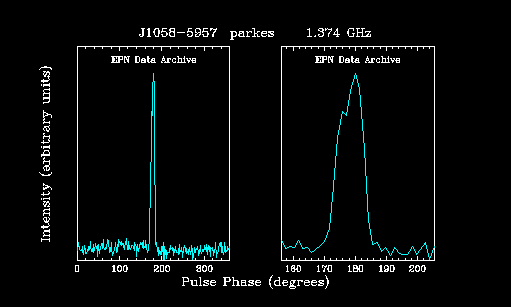 J1058-5957 parkes 1.374 GHz
EPN Data Archive EPN Data Archive
Intensity (arbitrary units)
0 100 200 300 160 170 180 190 200
Pulse Phase (degrees)